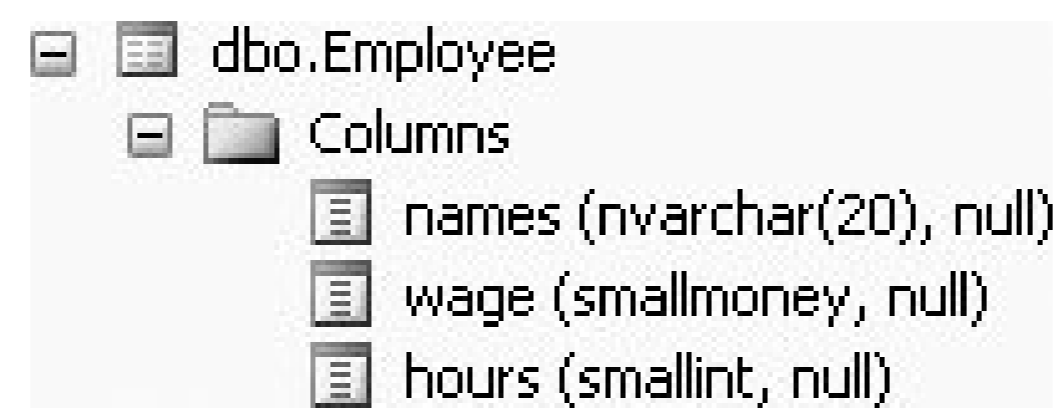 dbo.Employee
Columns
names (nvarchar(20), null)
wage (smallmoney, null)
hours (smallint, null)